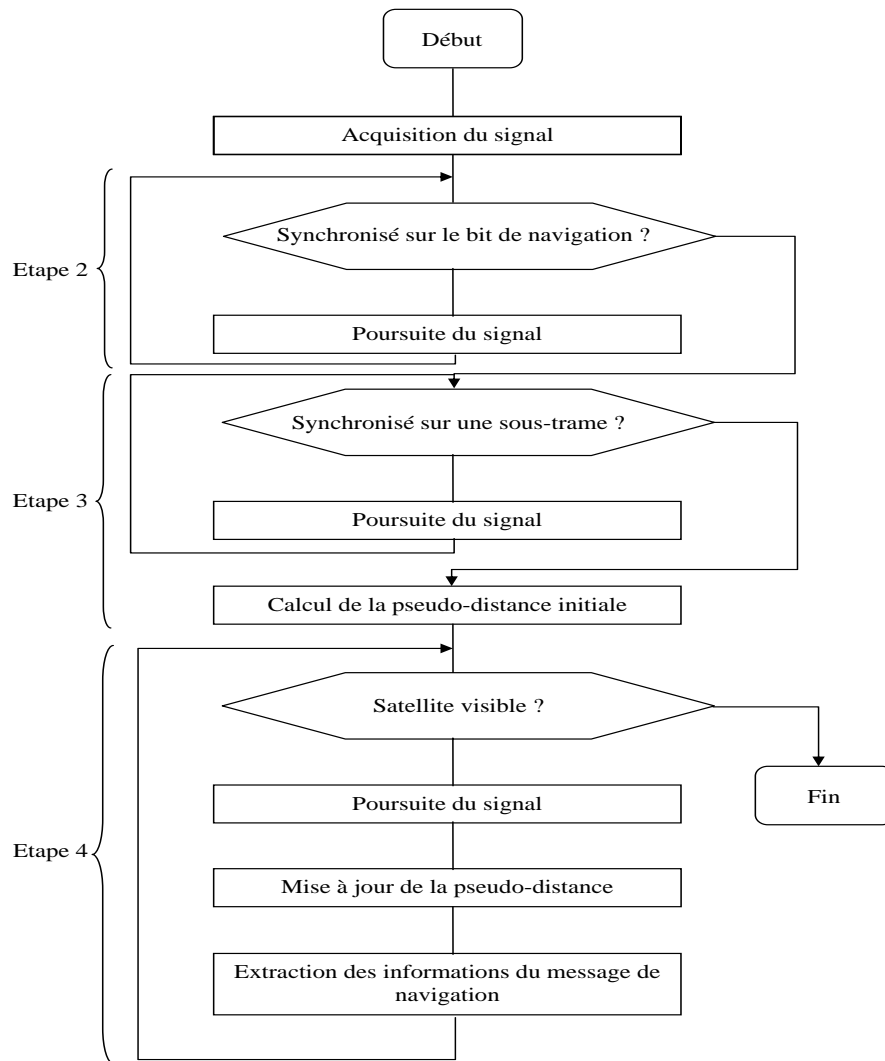 Début
Acquisition du signal
Etape 2
Synchronisé sur le bit de navigation ?
Poursuite du signal
Etape 3
Synchronisé sur une sous-trame ?
Poursuite du signal
Calcul de la pseudo-distance initiale
Etape 4
Satellite visible ?
Fin
Poursuite du signal
Mise à jour de la pseudo-distance
Extraction des informations du message de
navigation